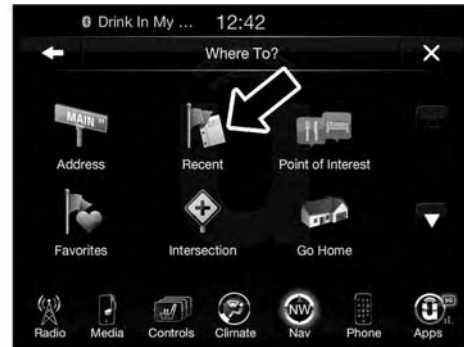 Drink In My ... 12:42
Where To?
MAIN
Address Recent Point of Interest
Favorites Intersection Go Home
NW
Radio Media Controls Climate Nav Phone Apps